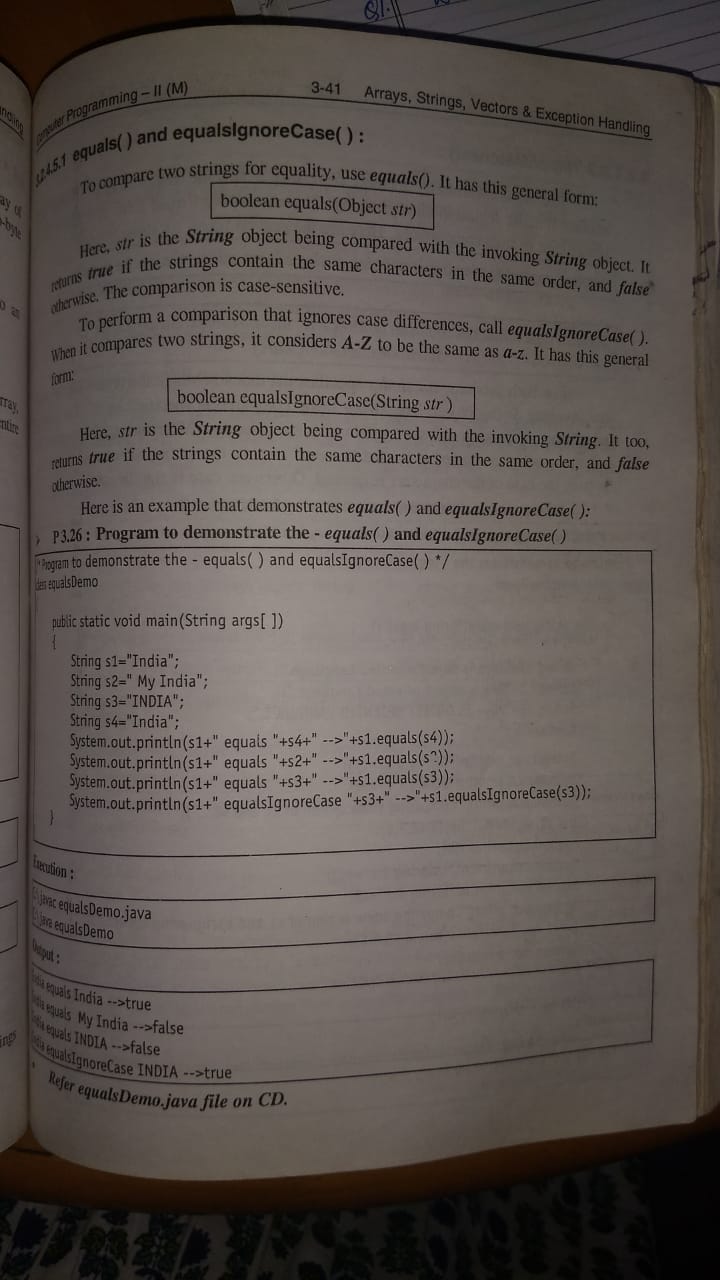 Computer Programming – II (M) 3-41 Arrays, Strings, Vectors & Exception Handling
3.2.4.5.1 equals( ) and equalsIgnoreCase( ) :
To compare two strings for equality, use equals(). It has this general form:
boolean equals(Object str)
Here, str is the String object being compared with the invoking String object. It
returns true if the strings contain the same characters in the same order, and false
otherwise. The comparison is case-sensitive.
To perform a comparison that ignores case differences, call equalsIgnoreCase( ).
When it compares two strings, it considers A-Z to be the same as a-z. It has this general
form:
boolean equalsIgnoreCase(String str )
Here, str is the String object being compared with the invoking String. It too,
returns true if the strings contain the same characters in the same order, and false
otherwise.
Here is an example that demonstrates equals( ) and equalsIgnoreCase( ):
P3.26 : Program to demonstrate the - equals( ) and equalsIgnoreCase( )
/* Program to demonstrate the - equals( ) and equalsIgnoreCase( ) */
class equalsDemo
public static void main(String args[ ])
{
String s1="India";
String s2=" My India";
String s3="INDIA";
String s4="India";
System.out.println(s1+" equals "+s4+" -->"+s1.equals(s4));
System.out.println(s1+" equals "+s2+" -->"+s1.equals(s2));
System.out.println(s1+" equals "+s3+" -->"+s1.equals(s3));
System.out.println(s1+" equalsIgnoreCase "+s3+" -->"+s1.equalsIgnoreCase(s3));
}
Execution :
C:\ javac equalsDemo.java
C:\ java equalsDemo
Output :
India equals India -->true
India equals My India -->false
India equals INDIA -->false
India equalsIgnoreCase INDIA -->true
Refer equalsDemo.java file on CD.